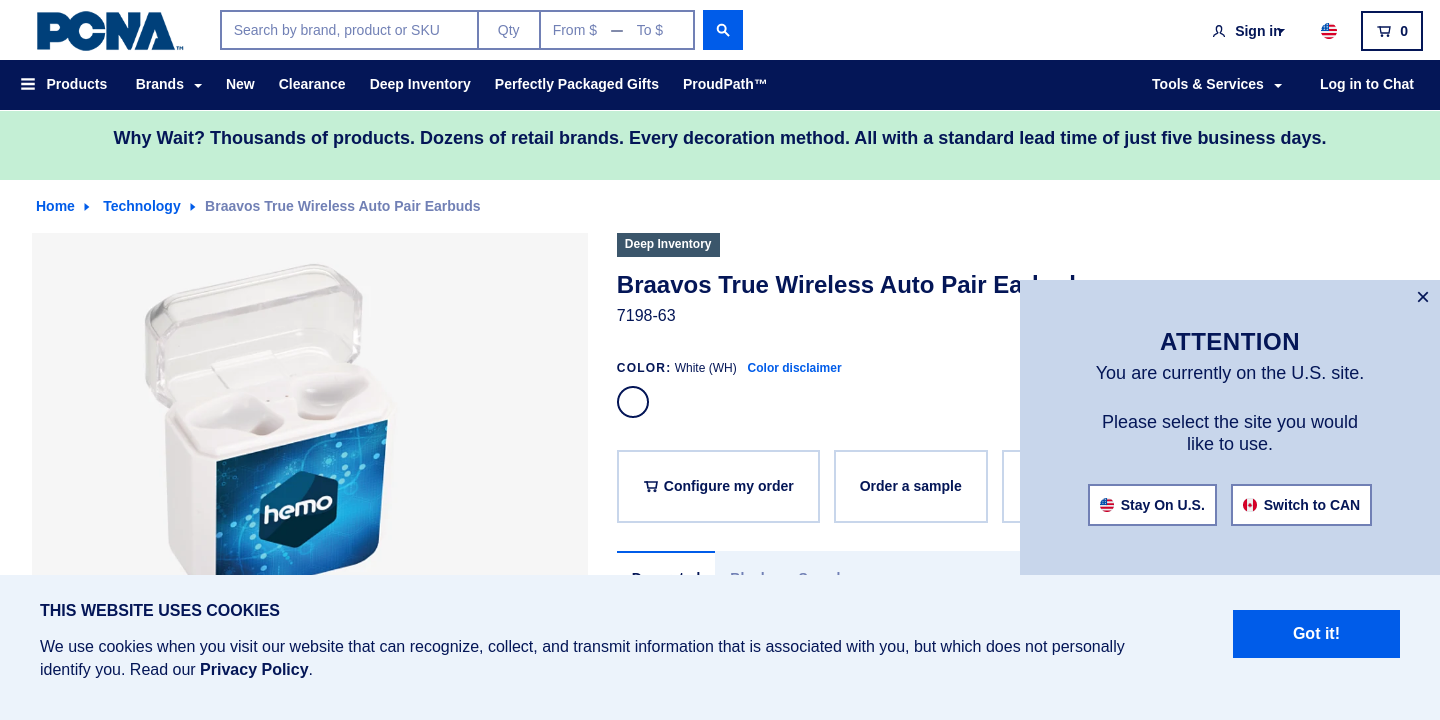 PCNA™
Search by brand, product or SKU
Qty
From $ — To $
Sign in
0
Products
Brands
New
Clearance
Deep Inventory
Perfectly Packaged Gifts
ProudPath™
Tools & Services
Log in to Chat
Why Wait? Thousands of products. Dozens of retail brands. Every decoration method. All with a standard lead time of just five business days.
Home
Technology
Braavos True Wireless Auto Pair Earbuds
Deep Inventory
Braavos True Wireless Auto Pair
7198-63
COLOR: White (WH) Color disclaimer
Configure my order
Order a sample
hemo
×
ATTENTION
You are currently on the U.S. site.
Please select the site you would
like to use.
Stay On U.S.
Switch to CAN
THIS WEBSITE USES COOKIES
We use cookies when you visit our website that can recognize, collect, and transmit information that is associated with you, but which does not personally
identify you. Read our Privacy Policy.
Got it!